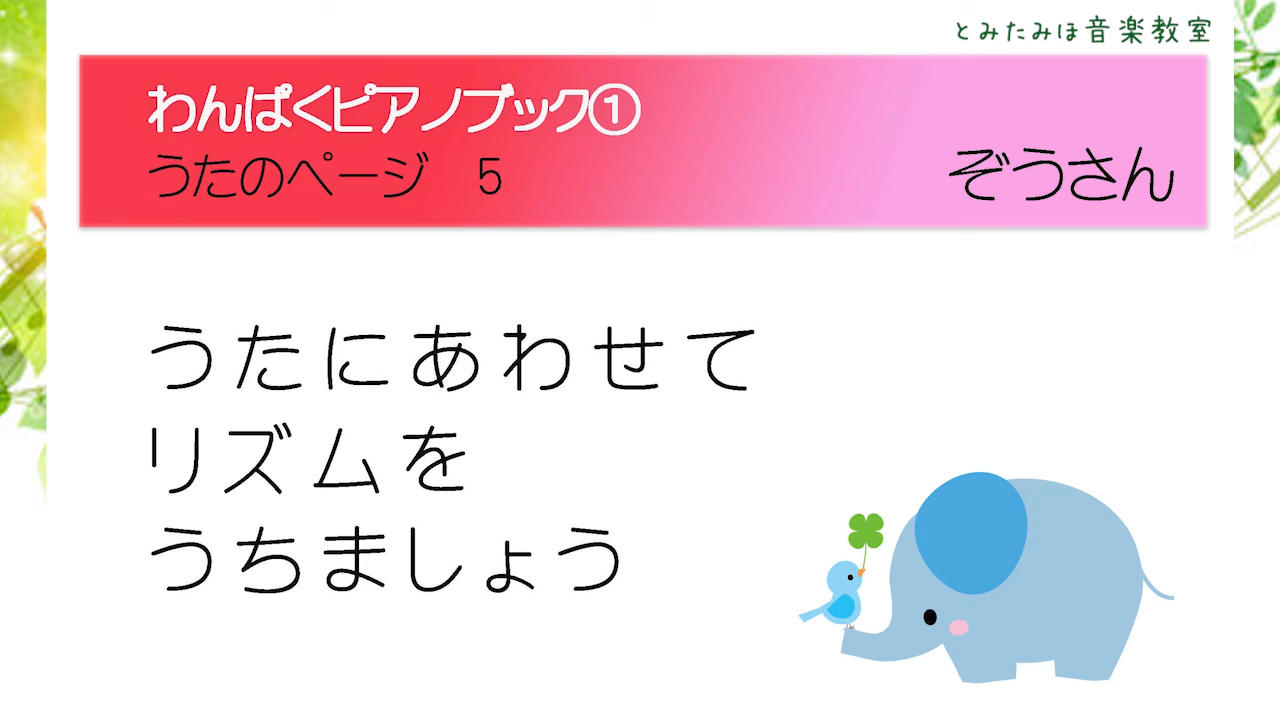 とみたみほ音楽教室
わんぱくピアノブック①
うたのページ　5
ぞうさん
うたにあわせて
リズムを
うちましょう